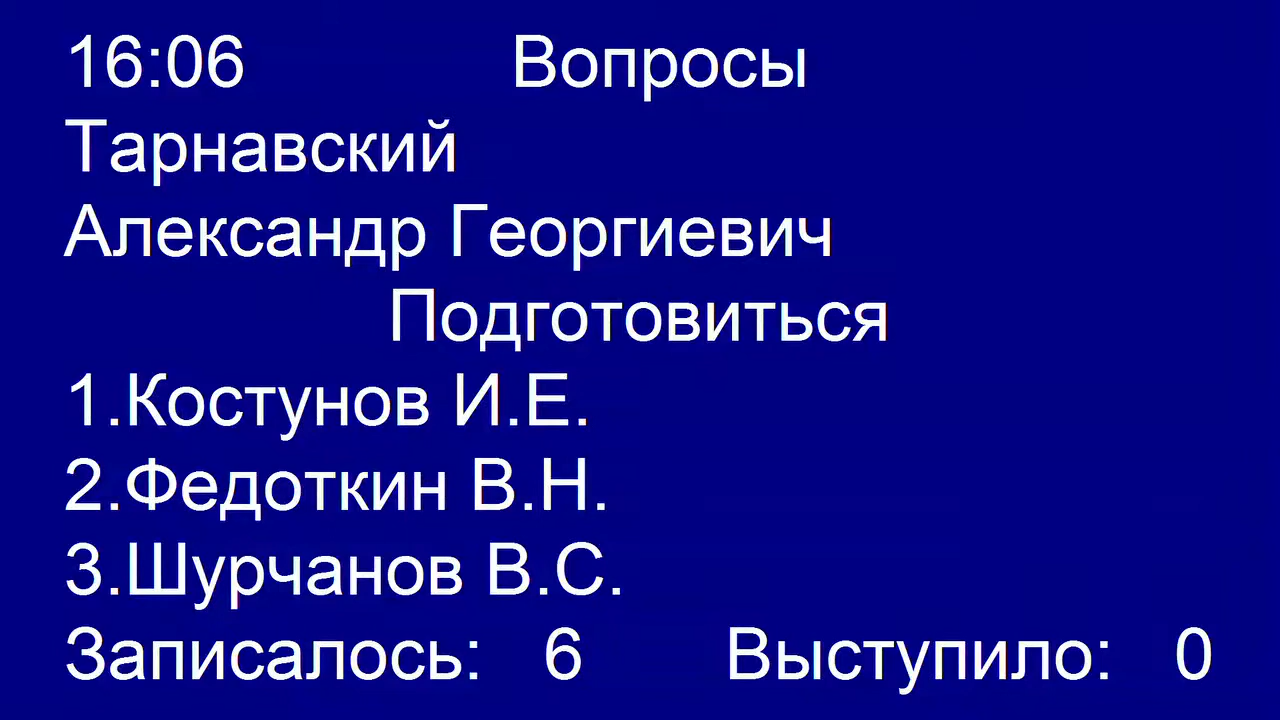 16:06 Вопросы
Тарнавский
Александр Георгиевич
Подготовиться
1.Костунов И.Е.
2.Федоткин В.Н.
3.Шурчанов В.С.
Записалось: 6 Выступило: 0